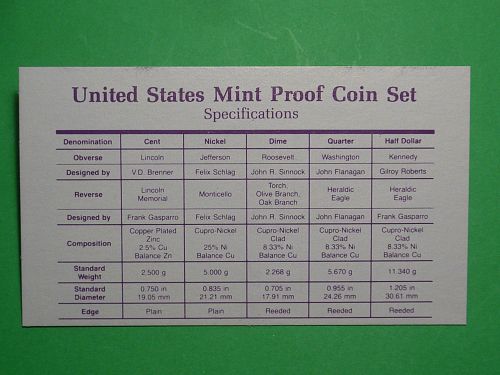 United States Mint Proof Coin Set
Specifications
Denomination Cent Nickel Dime Quarter Half Dollar
Obverse Lincoln Jefferson Roosevelt Washington Kennedy
Designed by V.D. Brenner Felix Schlag John R. Sinnock John Flanagan Gilroy Roberts
Reverse Lincoln Memorial Monticello Torch, Olive Branch, Oak Branch Heraldic Eagle Heraldic Eagle
Designed by Frank Gasparro Felix Schlag John R. Sinnock John Flanagan Frank Gasparro
Composition Copper Plated Zinc 2.5% Cu Balance Zn Cupro-Nickel 25% Ni Balance Cu Cupro-Nickel Clad 8.33% Ni Balance Cu Cupro-Nickel Clad 8.33% Ni Balance Cu Cupro-Nickel Clad 8.33% Ni Balance Cu
Standard Weight 2.500 g 5.000 g 2.268 g 5.670 g 11.340 g
Standard Diameter 0.750 in 19.05 mm 0.835 in 21.21 mm 0.705 in 17.91 mm 0.955 in 24.26 mm 1.205 in 30.61 mm
Edge Plain Plain Reeded Reeded Reeded